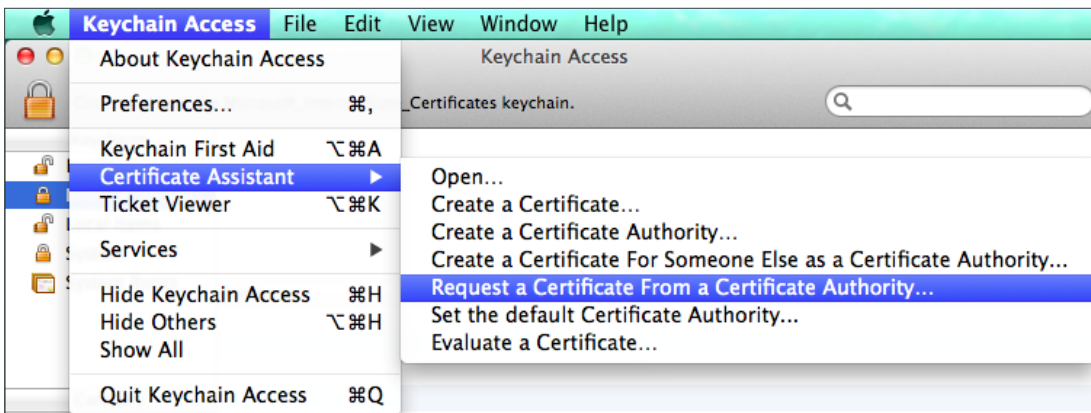 Keychain Access File Edit View Window Help
Keychain Access
_Certificates keychain.
About Keychain Access
Preferences... ⌘,
Keychain First Aid ⌥⌘A
Certificate Assistant ▶
Ticket Viewer ⌥⌘K
Services ▶
Hide Keychain Access ⌘H
Hide Others ⌥⌘H
Show All
Quit Keychain Access ⌘Q
Open...
Create a Certificate...
Create a Certificate Authority...
Create a Certificate For Someone Else as a Certificate Authority...
Request a Certificate From a Certificate Authority...
Set the default Certificate Authority...
Evaluate a Certificate...